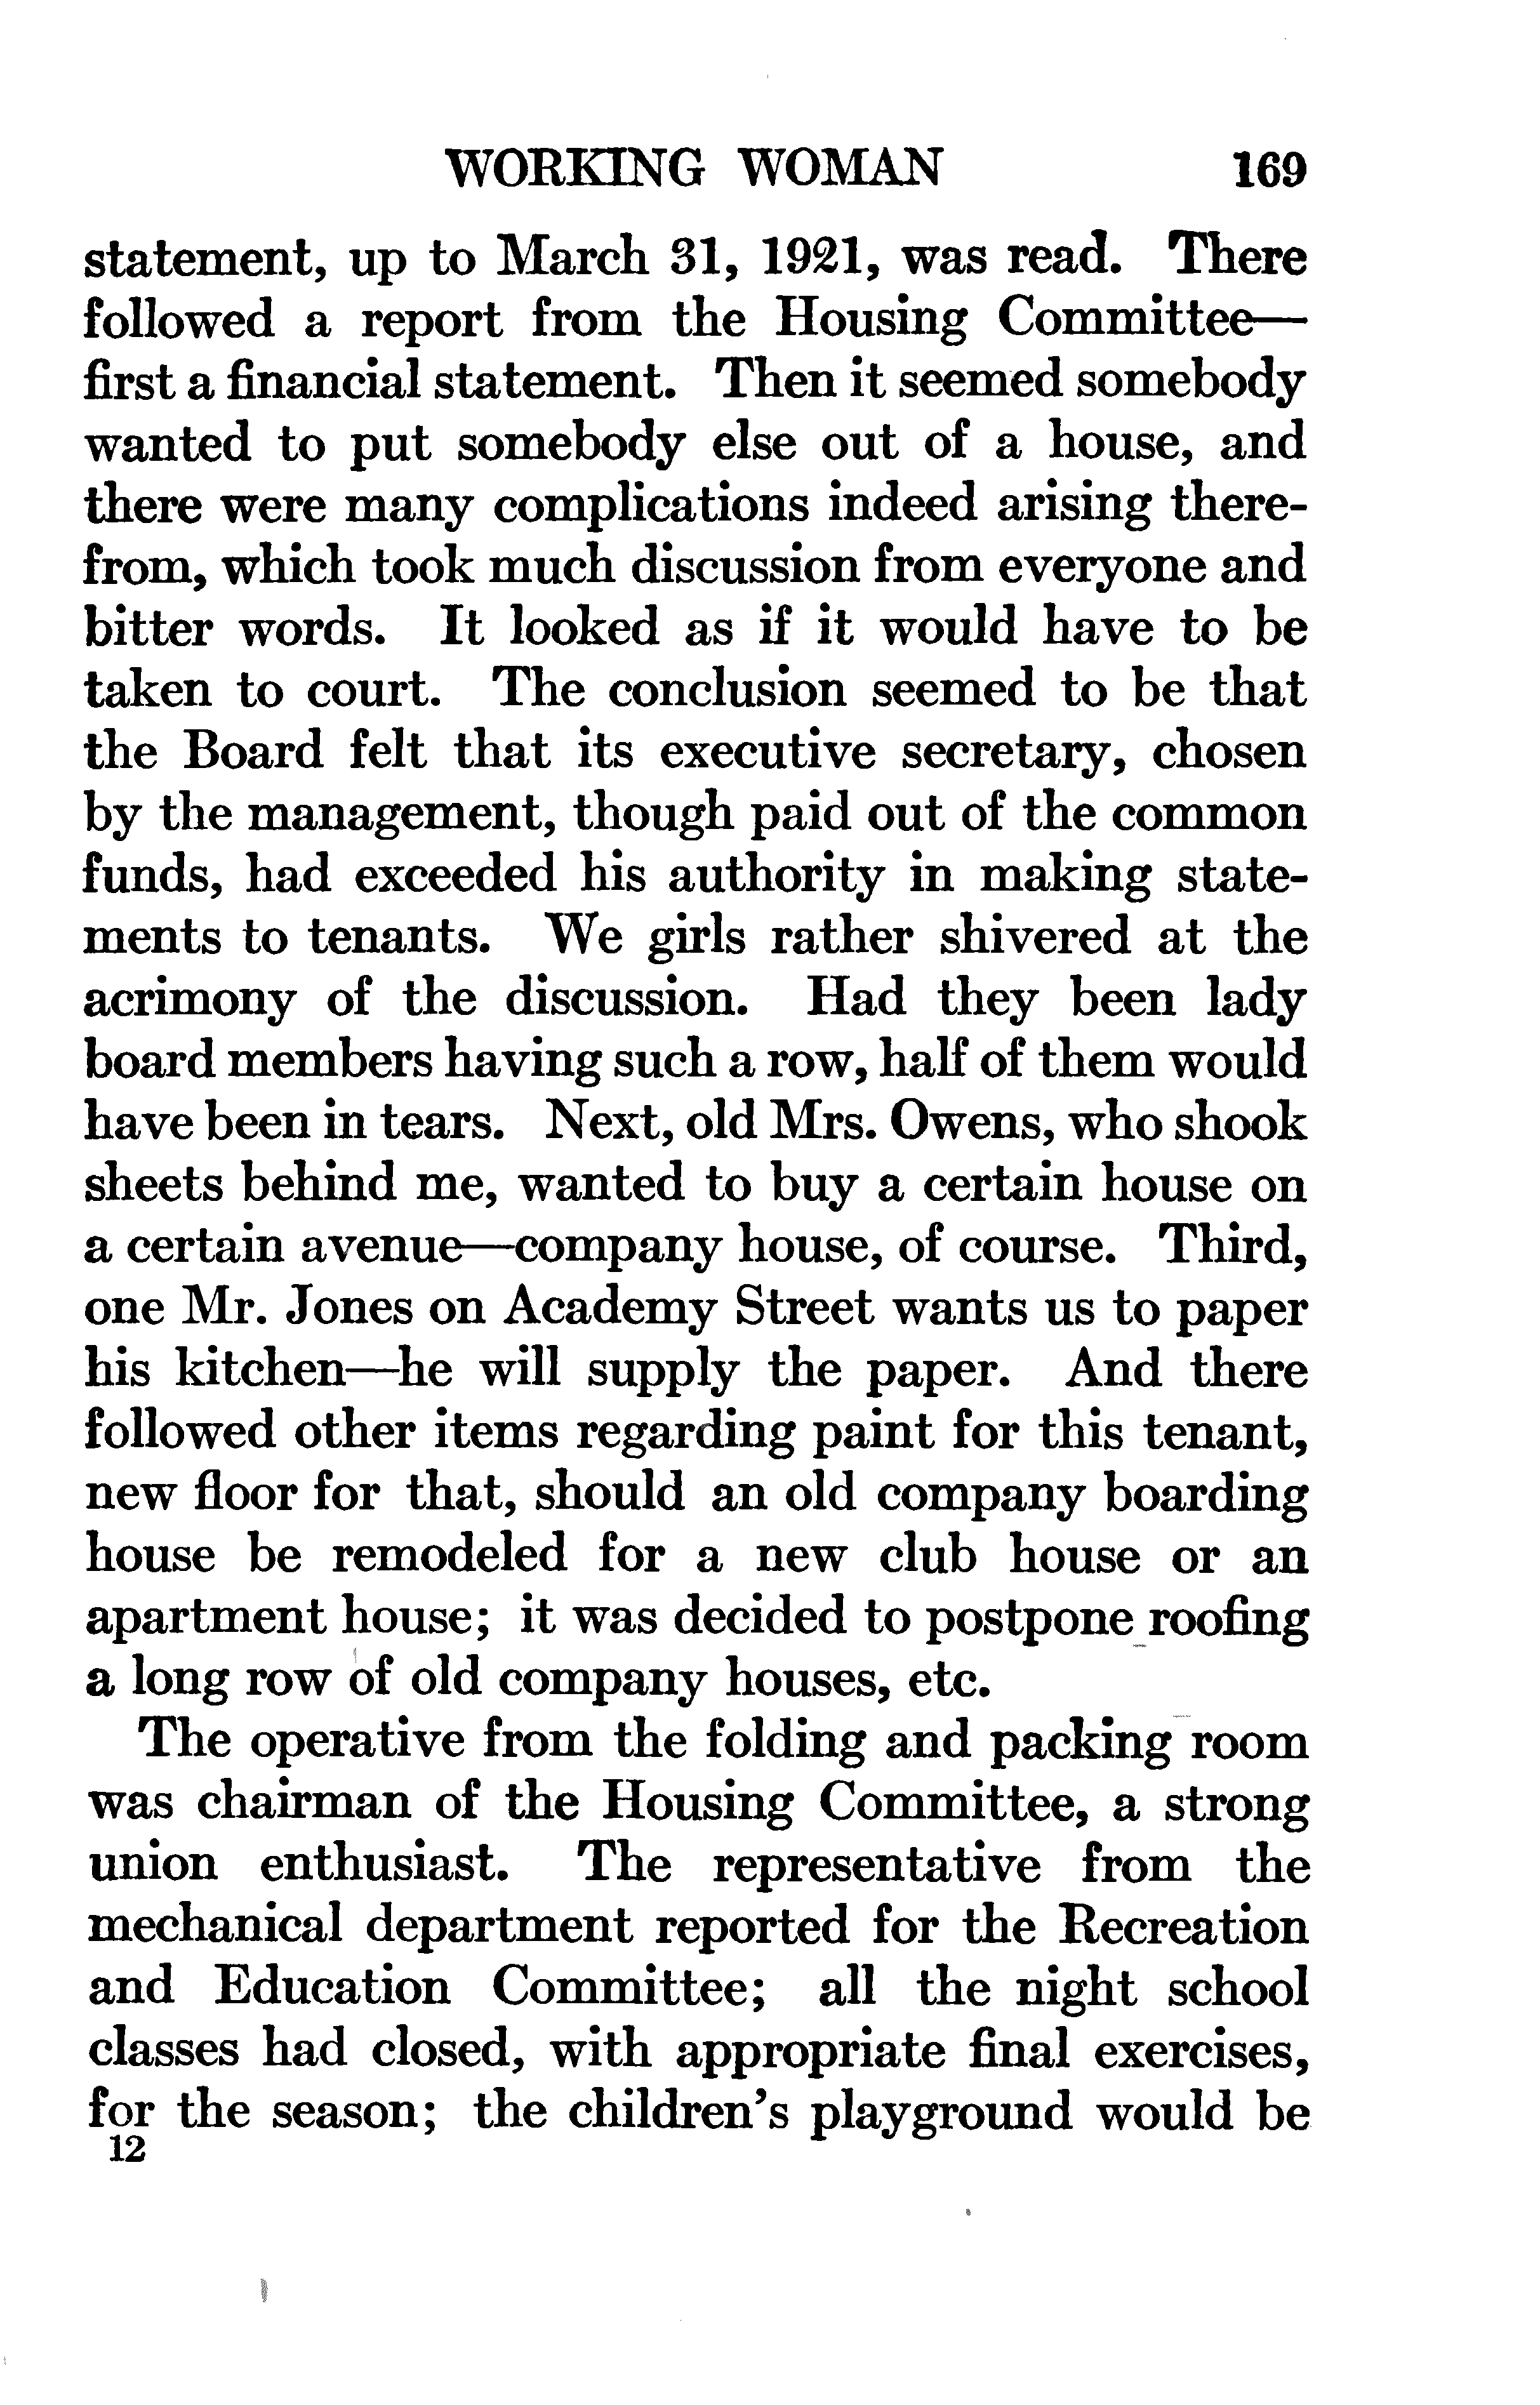 WORKING WOMAN 169
statement, up to March 31, 1921, was read. There
followed a report from the Housing Committee—
first a financial statement. Then it seemed somebody
wanted to put somebody else out of a house, and
there were many complications indeed arising there-
from, which took much discussion from everyone and
bitter words. It looked as if it would have to be
taken to court. The conclusion seemed to be that
the Board felt that its executive secretary, chosen
by the management, though paid out of the common
funds, had exceeded his authority in making state-
ments to tenants. We girls rather shivered at the
acrimony of the discussion. Had they been lady
board members having such a row, half of them would
have been in tears. Next, old Mrs. Owens, who shook
sheets behind me, wanted to buy a certain house on
a certain avenue—company house, of course. Third,
one Mr. Jones on Academy Street wants us to paper
his kitchen—he will supply the paper. And there
followed other items regarding paint for this tenant,
new floor for that, should an old company boarding
house be remodeled for a new club house or an
apartment house; it was decided to postpone roofing
a long row of old company houses, etc.
The operative from the folding and packing room
was chairman of the Housing Committee, a strong
union enthusiast. The representative from the
mechanical department reported for the Recreation
and Education Committee; all the night school
classes had closed, with appropriate final exercises,
for the season; the children's playground would be
12